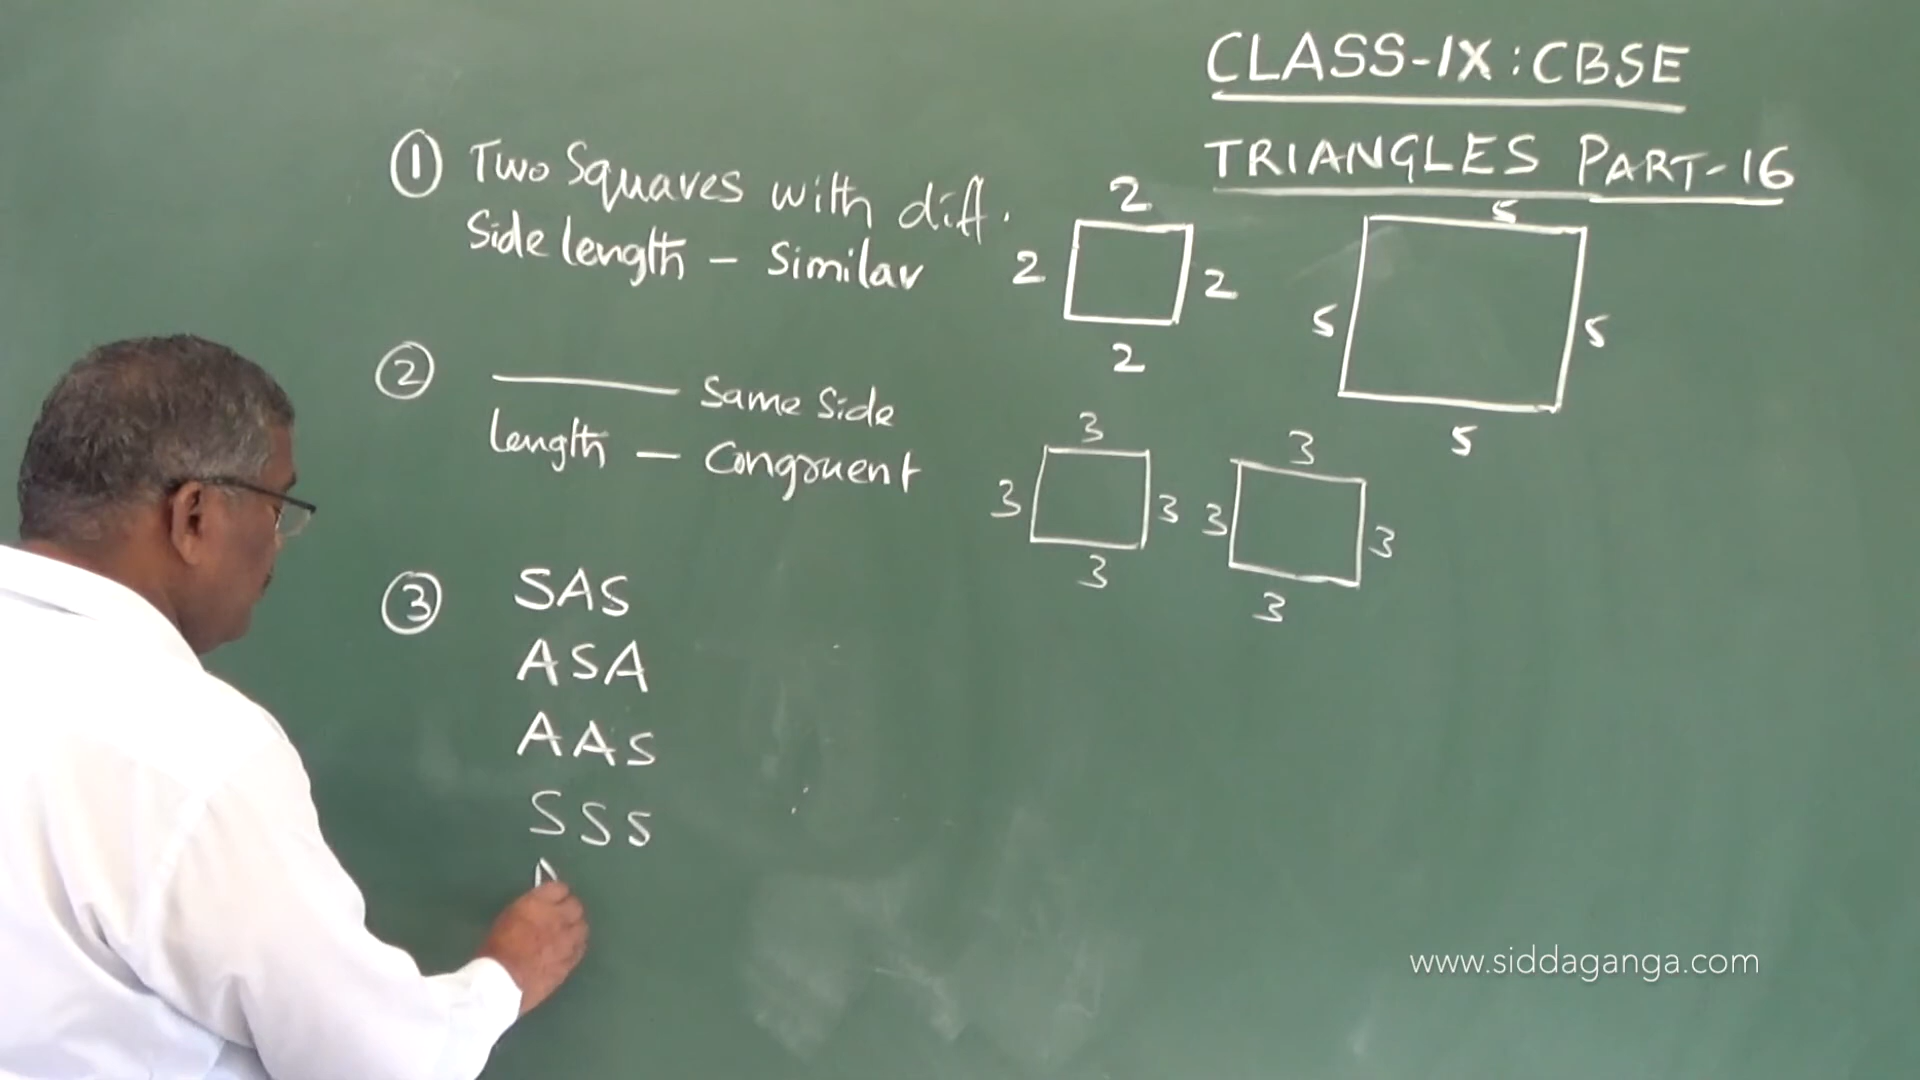 CLASS-IX : CBSE
TRIANGLES PART-16
① Two Squares with diff.
Side length – Similar
2
2
2
2
5
5
5
5
② ——— Same Side
length – Congruent
3
3
3
3
3
3
3
3
③ SAS
ASA
AAS
SSS
www.siddaganga.com